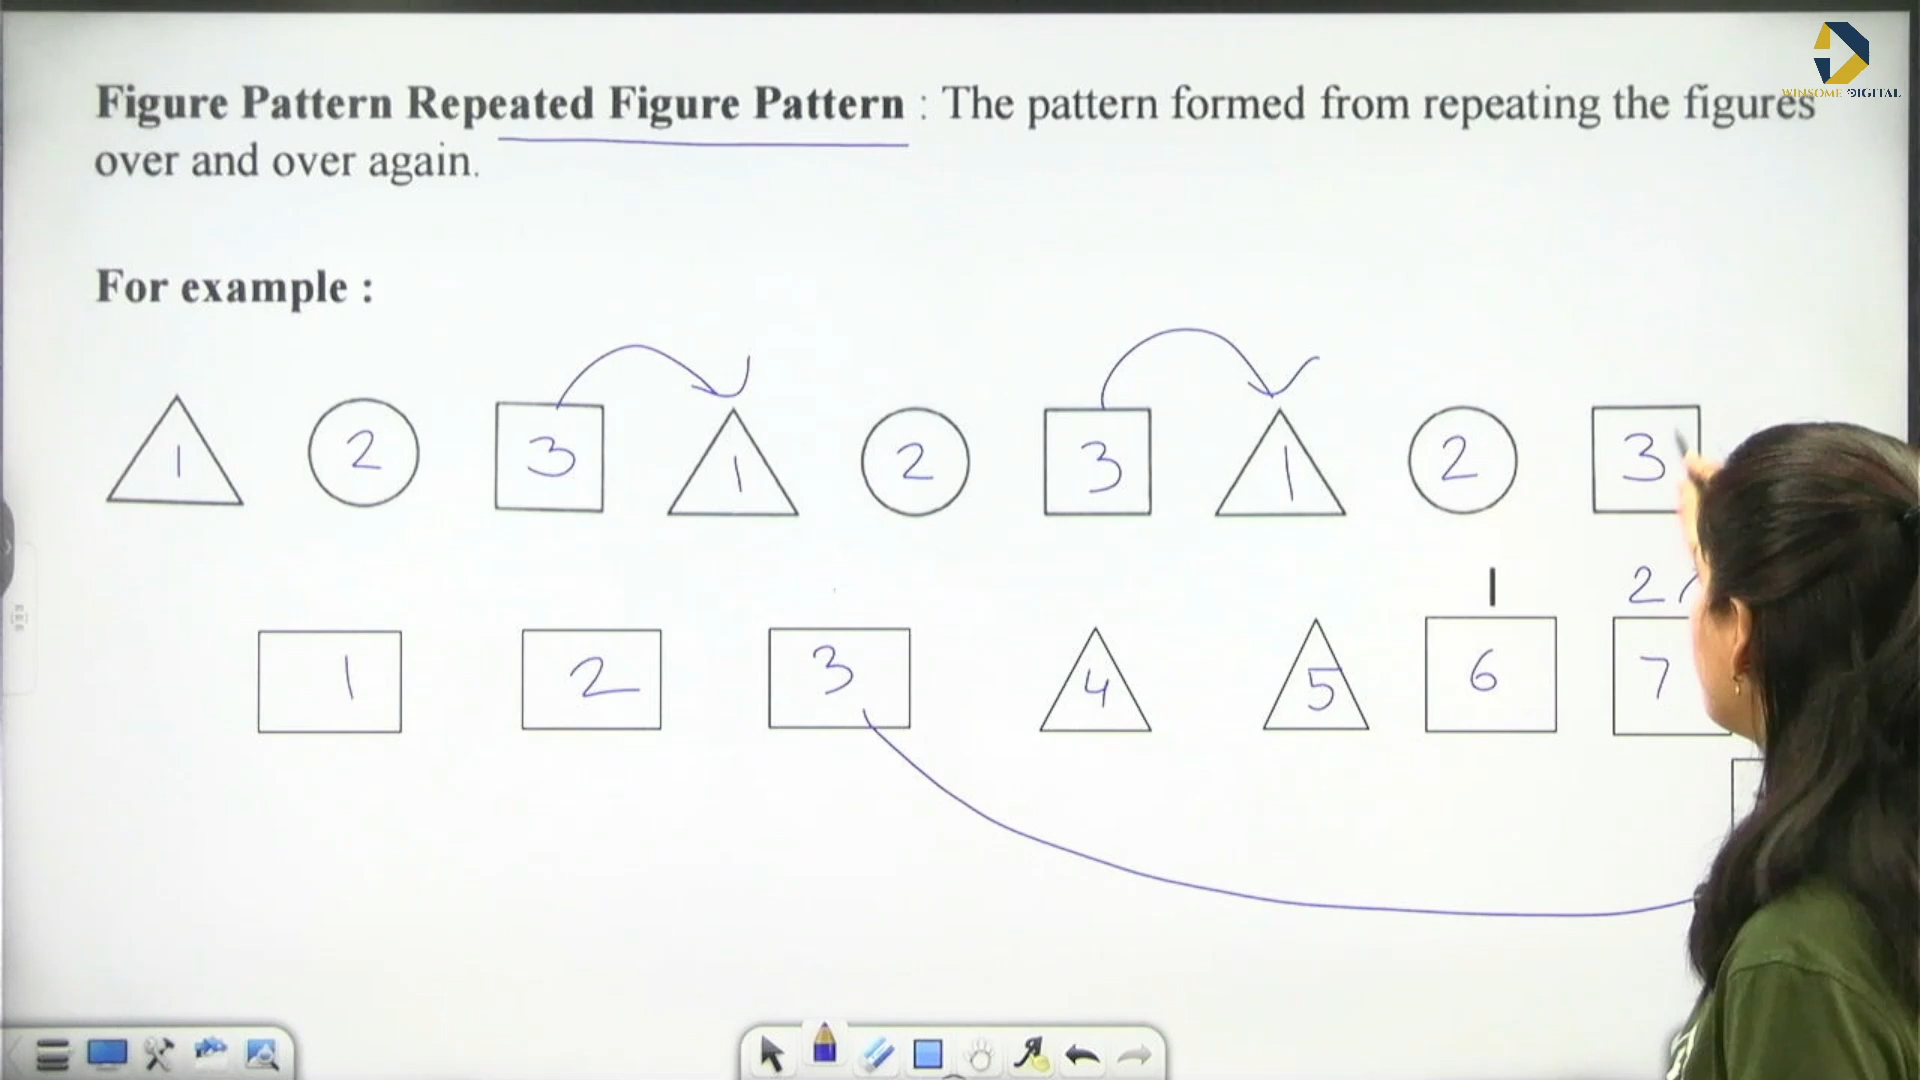 WINSOME DIGITAL
Figure Pattern Repeated Figure Pattern : The pattern formed from repeating the figures
over and over again.
For example :
1 2 3 1 2 3 1 2 3
1 2
1 2 3 4 5 6 7